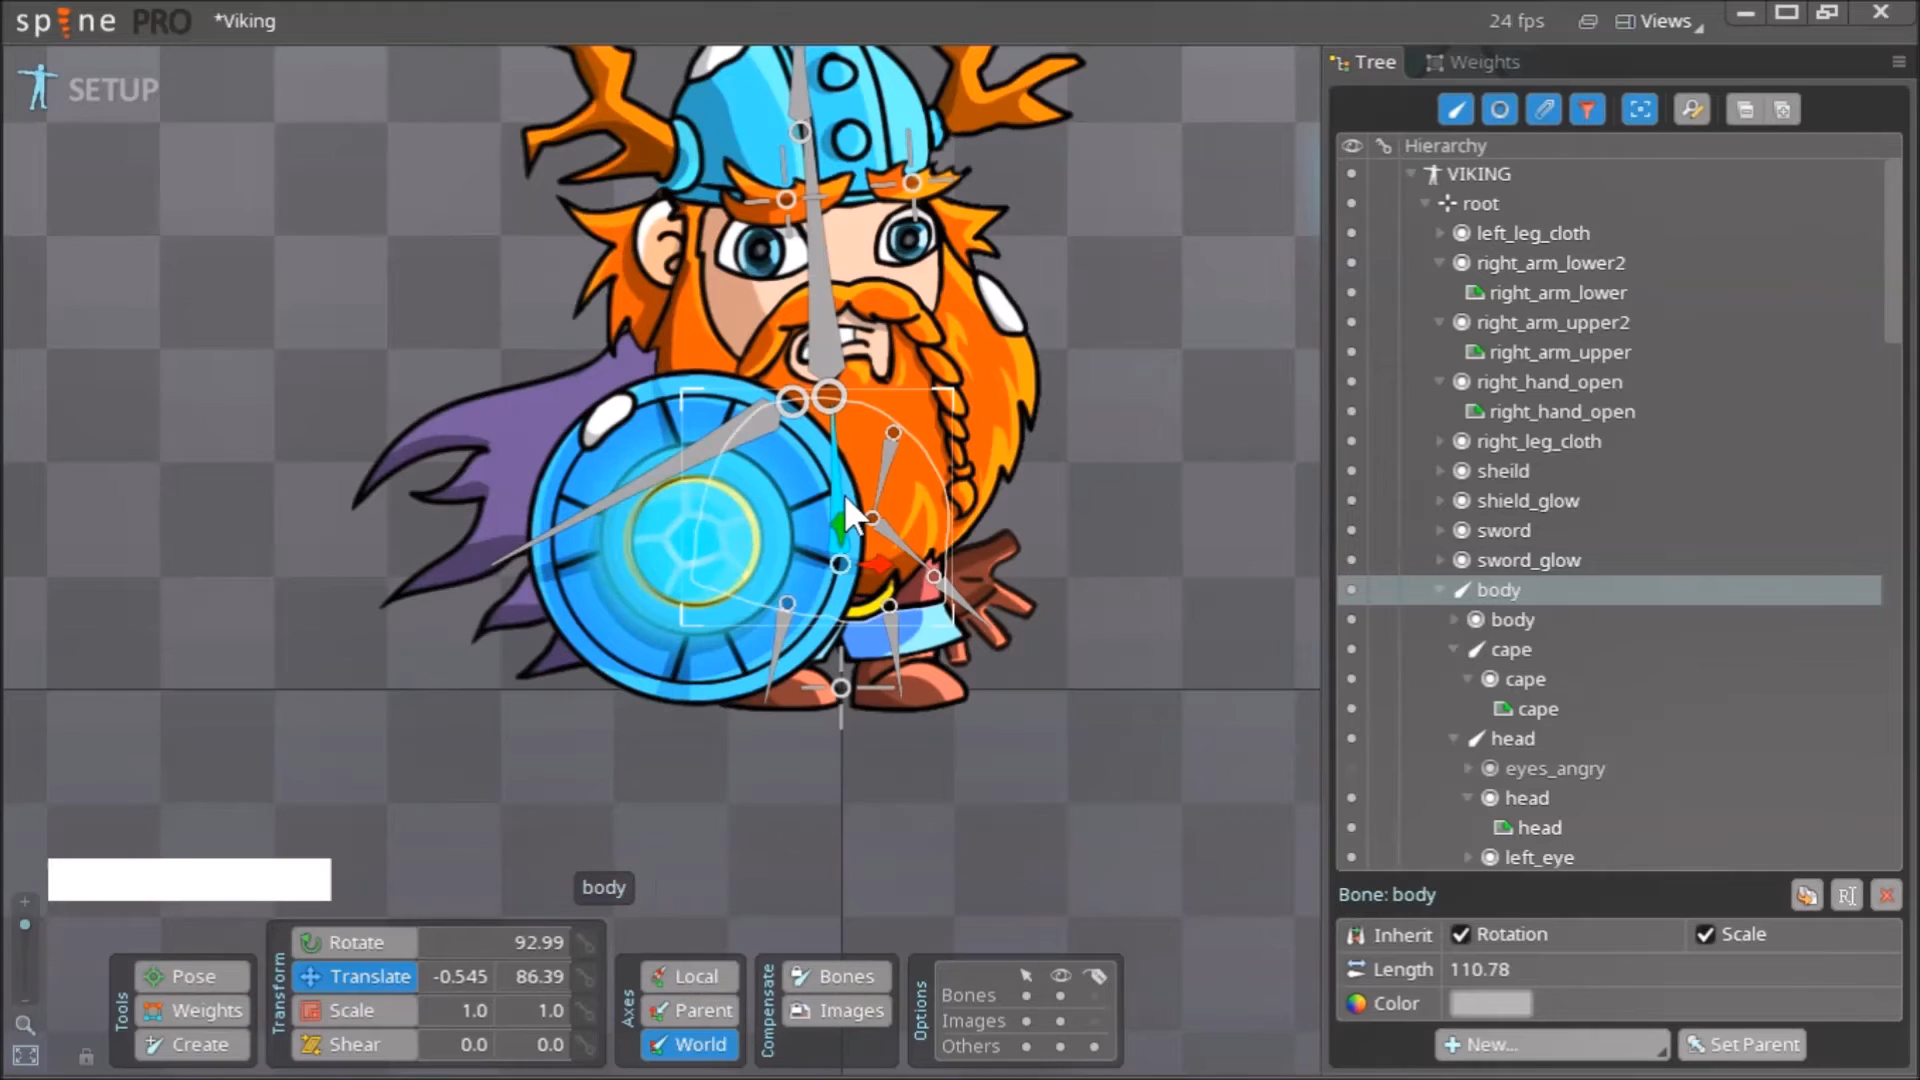 spine PRO
*Viking
24 fps
Views
SETUP
Tree
Weights
Hierarchy
VIKING
root
left_leg_cloth
right_arm_lower2
right_arm_lower
right_arm_upper2
right_arm_upper
right_hand_open
right_hand_open
right_leg_cloth
sheild
shield_glow
sword
sword_glow
body
body
cape
cape
cape
head
eyes_angry
head
head
left_eye
body
Bone: body
Inherit
Rotation
Scale
Length
110.78
Color
New...
Set Parent
Tools
Pose
Weights
Create
Transform
Rotate 92.99
Translate -0.545 86.39
Scale 1.0 1.0
Shear 0.0 0.0
Axes
Local
Parent
World
Compensate
Bones
Images
Options
Bones
Images
Others